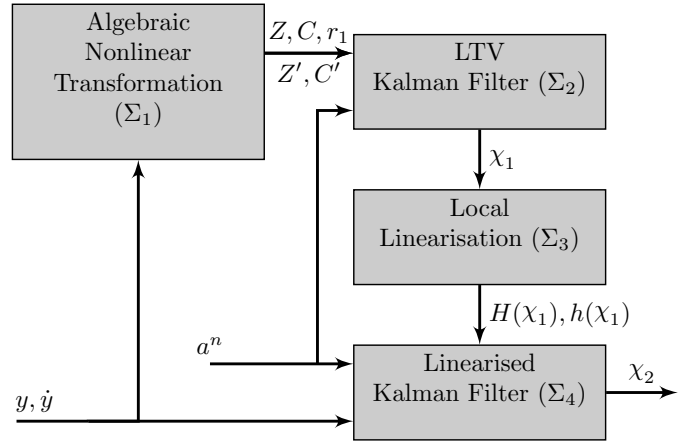 Algebraic
Nonlinear
Transformation
(Σ₁)
Z, C, r₁
Z′, C′
LTV
Kalman Filter (Σ₂)
χ₁
Local
Linearisation (Σ₃)
H(χ₁), h(χ₁)
aⁿ
Linearised
Kalman Filter (Σ₄)
χ₂
y, ẏ